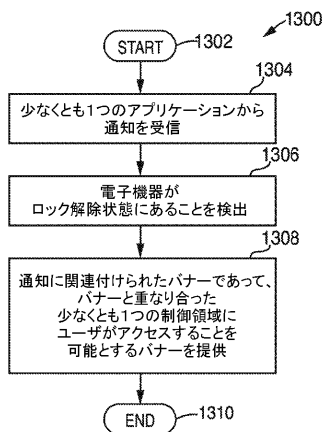 1300
START
1302
1304
少なくとも1つのアプリケーションから
通知を受信
1306
電子機器が
ロック解除状態にあることを検出
1308
通知に関連付けられたバナーであって、
バナーと重なり合った
少なくとも1つの制御領域に
ユーザがアクセスすることを
可能とするバナーを提供
END
1310